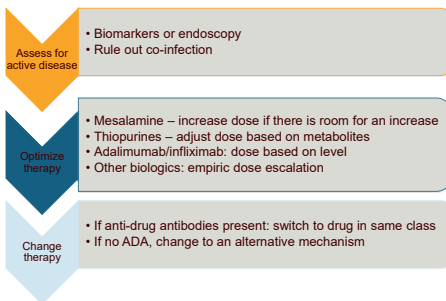 Assess for
active disease
• Biomarkers or endoscopy
• Rule out co-infection
Optimize
therapy
• Mesalamine – increase dose if there is room for an increase
• Thiopurines – adjust dose based on metabolites
• Adalimumab/infliximab: dose based on level
• Other biologics: empiric dose escalation
Change
therapy
• If anti-drug antibodies present: switch to drug in same class
• If no ADA, change to an alternative mechanism